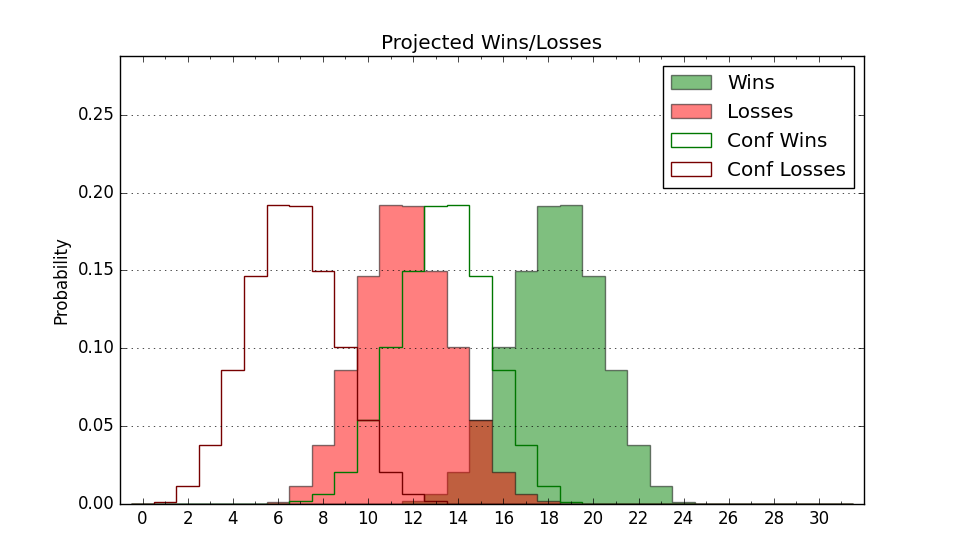 Projected Wins/Losses
Wins
Losses
Conf Wins
Conf Losses
Probability
0.25
0.20
0.15
0.10
0.05
0.00
0 2 4 6 8 10 12 14 16 18 20 22 24 26 28 30